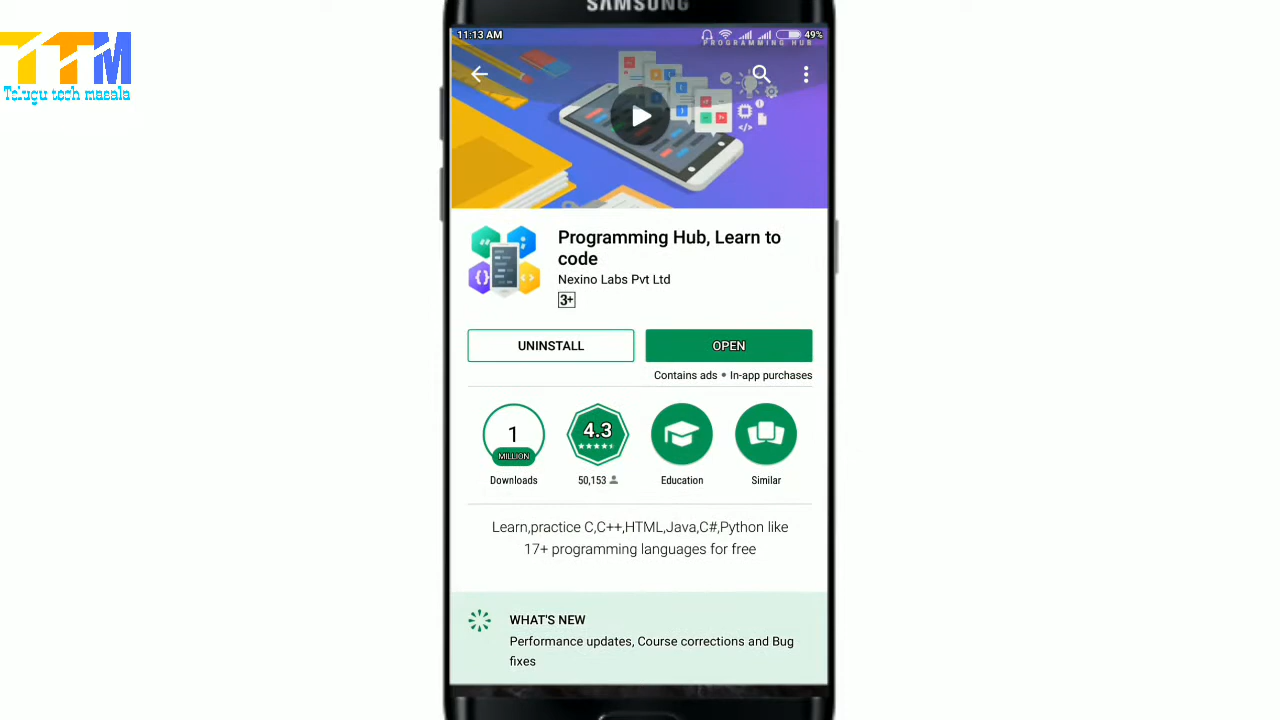 SAMSUNG
TTM
Telugu tech masala
11:13 AM
49%
PROGRAMMING HUB
Programming Hub, Learn to
code
Nexino Labs Pvt Ltd
3+
UNINSTALL
OPEN
Contains ads • In-app purchases
1
MILLION
Downloads
4.3
50,153
Education
Similar
Learn,practice C,C++,HTML,Java,C#,Python like
17+ programming languages for free
WHAT'S NEW
Performance updates, Course corrections and Bug
fixes